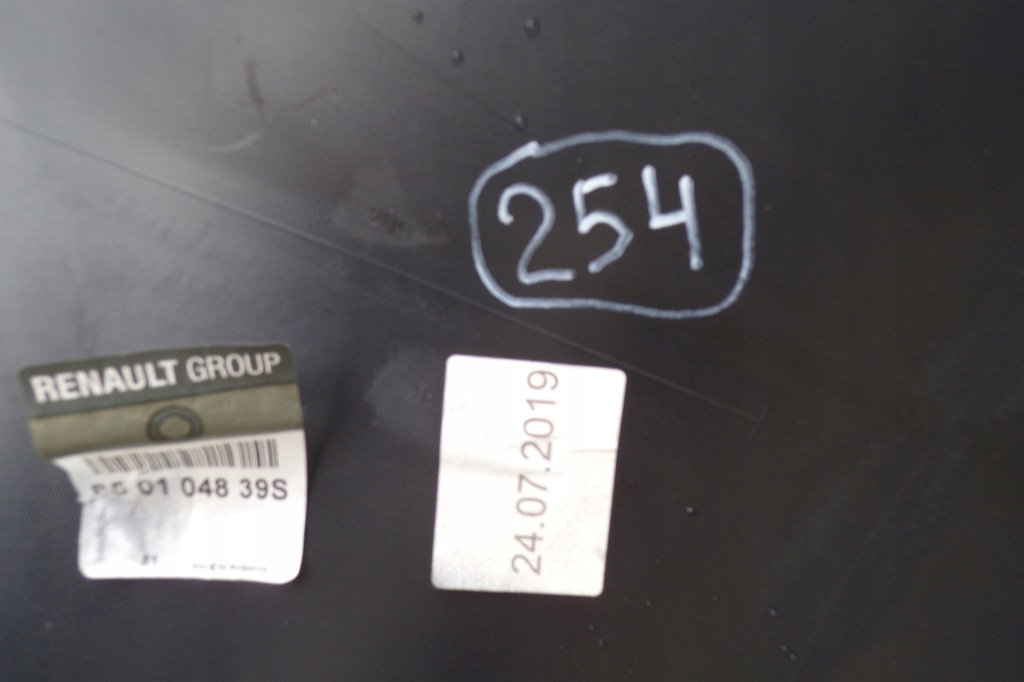 254
RENAULT GROUP
01 048 39S
24.07.2019